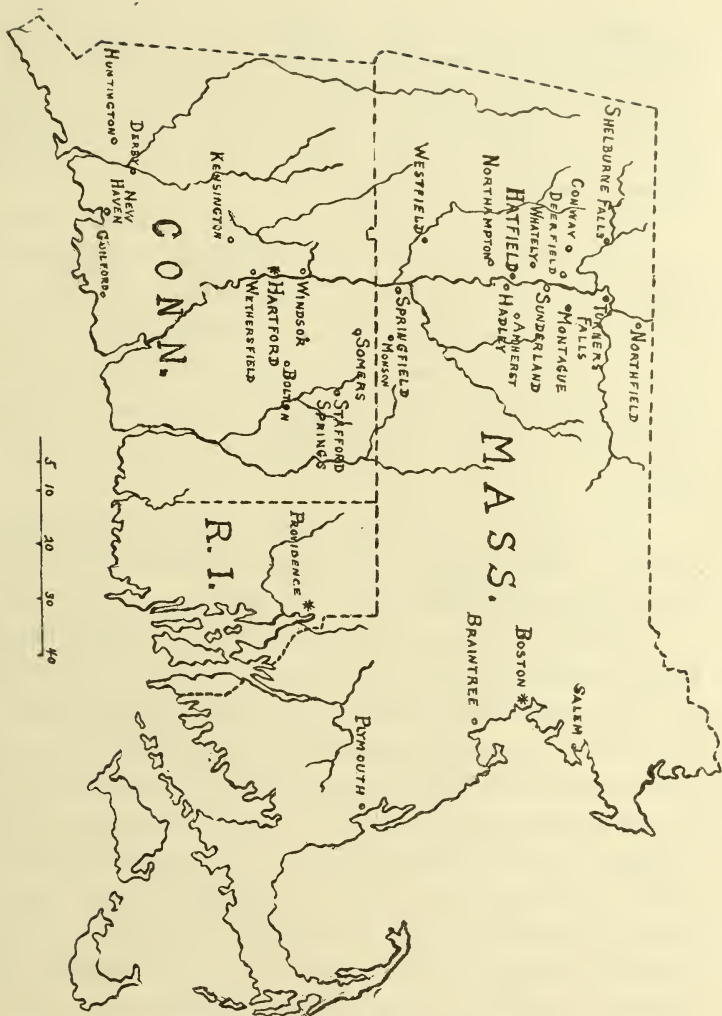 SHELBURNE FALLS
NORTHFIELD
TURNERS
FALLS
CONWAY
DEERFIELD
MONTAGUE
WHATELY
SUNDERLAND
HATFIELD
AMHERST
HADLEY
NORTHAMPTON
WESTFIELD
SPRINGFIELD
MONSON
MASS.
SALEM
BOSTON
BRAINTREE
PLYMOUTH
SOMERS
STAFFORD
SPRINGS
WINDSOR
BOLTON
HARTFORD
WETHERSFIELD
KENSINGTON
CONN.
PROVIDENCE
R. I.
HUNTINGTON
DERBY
NEW
HAVEN
GUILFORD
5 10 20 30 40